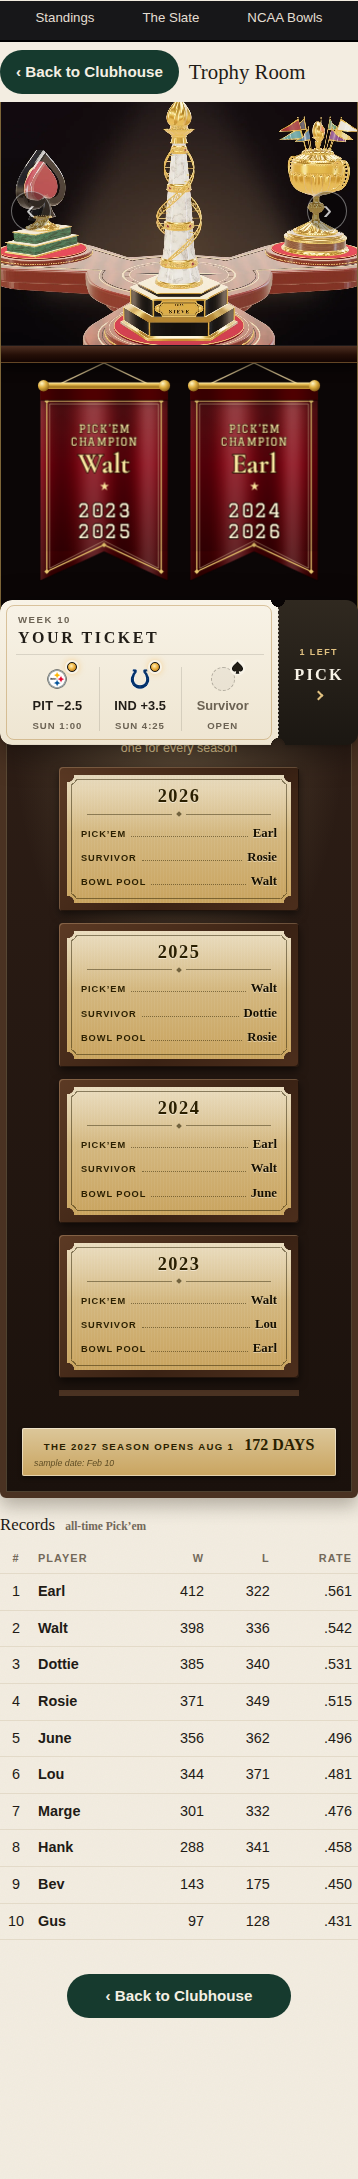 Standings The Slate NCAA Bowls
‹ Back to Clubhouse Trophy Room
SIEVE
PICK'EM CHAMPION Walt 2023 2025
PICK'EM CHAMPION Earl 2024 2026
WEEK 10
YOUR TICKET
PIT −2.5 IND +3.5 Survivor
SUN 1:00 SUN 4:25 OPEN
1 LEFT
PICK
one for every season
2026
PICK'EM Earl
SURVIVOR Rosie
BOWL POOL Walt
2025
PICK'EM Walt
SURVIVOR Dottie
BOWL POOL Rosie
2024
PICK'EM Earl
SURVIVOR Walt
BOWL POOL June
2023
PICK'EM Walt
SURVIVOR Lou
BOWL POOL Earl
THE 2027 SEASON OPENS AUG 1 172 DAYS
sample date: Feb 10
Records all-time Pick’em
# PLAYER W L RATE
1 Earl 412 322 .561
2 Walt 398 336 .542
3 Dottie 385 340 .531
4 Rosie 371 349 .515
5 June 356 362 .496
6 Lou 344 371 .481
7 Marge 301 332 .476
8 Hank 288 341 .458
9 Bev 143 175 .450
10 Gus 97 128 .431
‹ Back to Clubhouse